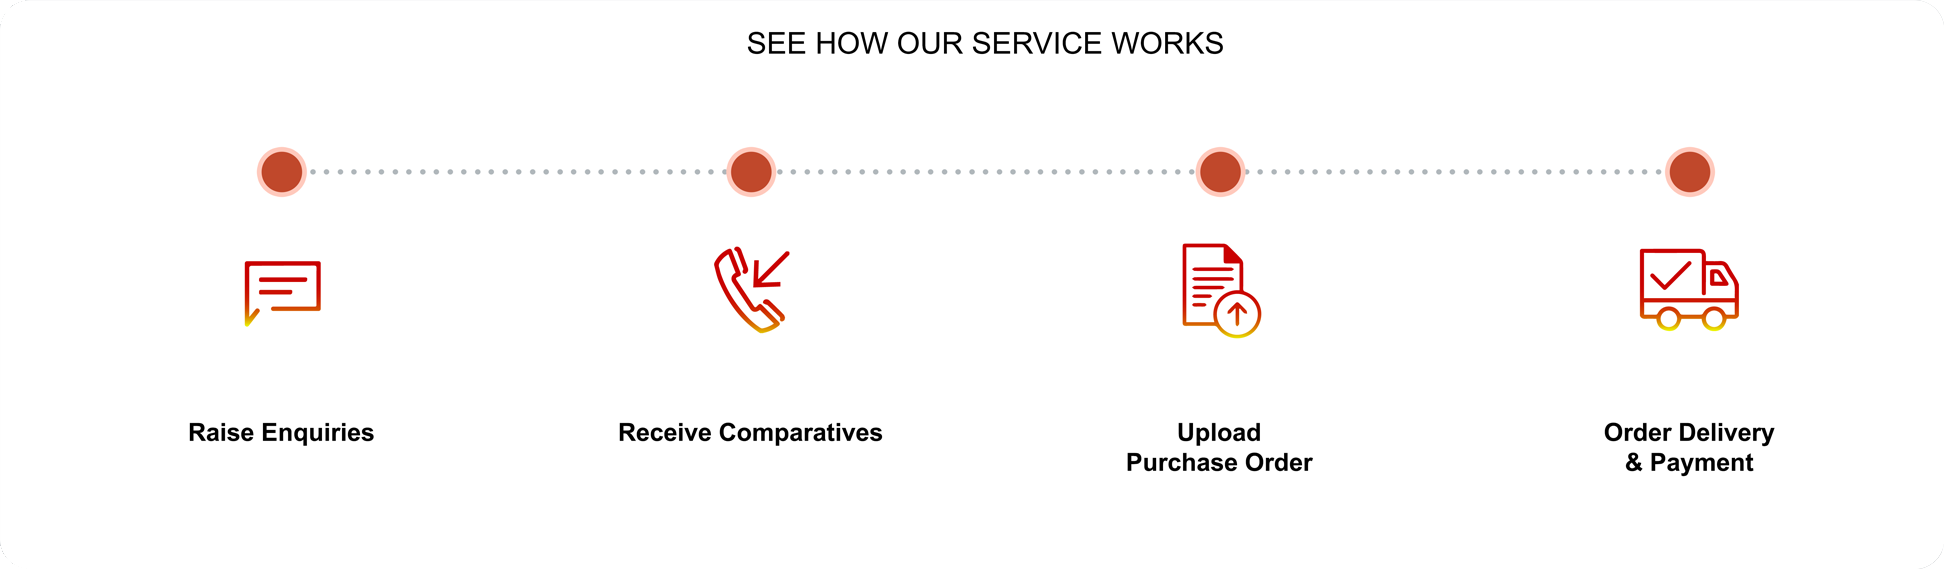 SEE HOW OUR SERVICE WORKS
Raise Enquiries
Receive Comparatives
Upload
Purchase Order
Order Delivery
& Payment